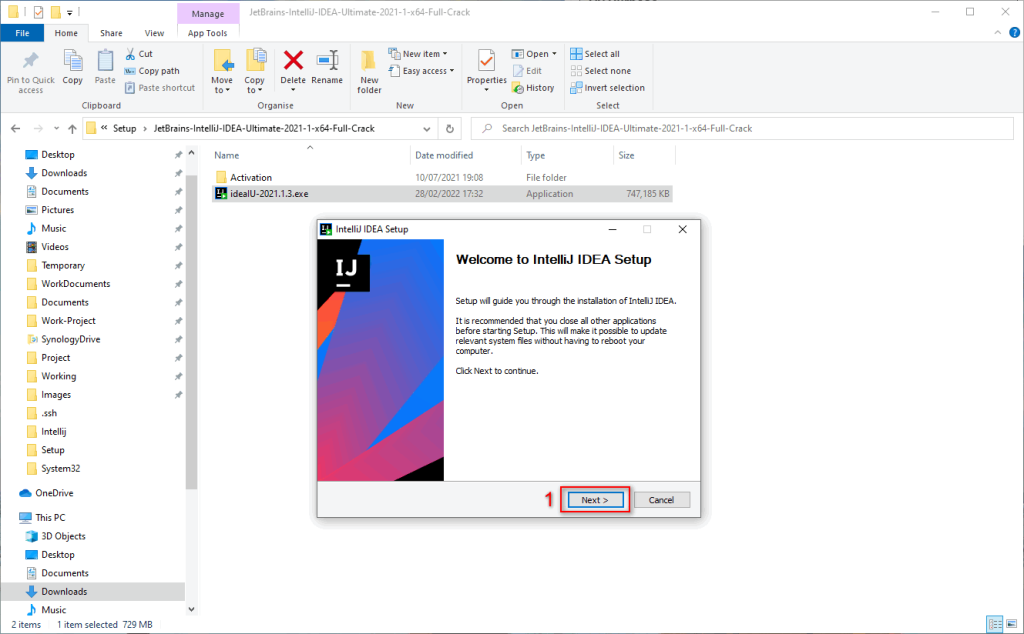 Manage
JetBrains-IntelliJ-IDEA-Ultimate-2021-1-x64-Full-Crack
File
Home
Share
View
App Tools
Pin to Quick
access
Copy
Paste
Cut
Copy path
Paste shortcut
Clipboard
Move
to
Copy
to
Delete
Rename
Organise
New
folder
New item
Easy access
New
Properties
Open
Edit
History
Open
Select all
Select none
Invert selection
Select
« Setup › JetBrains-IntelliJ-IDEA-Ultimate-2021-1-x64-Full-Crack
Search JetBrains-IntelliJ-IDEA-Ultimate-2021-1-x64-Full-Crack
Desktop
Downloads
Documents
Pictures
Music
Videos
Temporary
WorkDocuments
Documents
Work-Project
SynologyDrive
Project
Working
Images
.ssh
Intellij
Setup
System32
OneDrive
This PC
3D Objects
Desktop
Documents
Downloads
Music
Name Date modified Type Size
Activation 10/07/2021 19:08 File folder
ideaIU-2021.1.3.exe 28/02/2022 17:32 Application 747,185 KB
IntelliJ IDEA Setup
IJ
Welcome to IntelliJ IDEA Setup
Setup will guide you through the installation of IntelliJ IDEA.
It is recommended that you close all other applications
before starting Setup. This will make it possible to update
relevant system files without having to reboot your
computer.
Click Next to continue.
1 Next > Cancel
2 items 1 item selected 729 MB